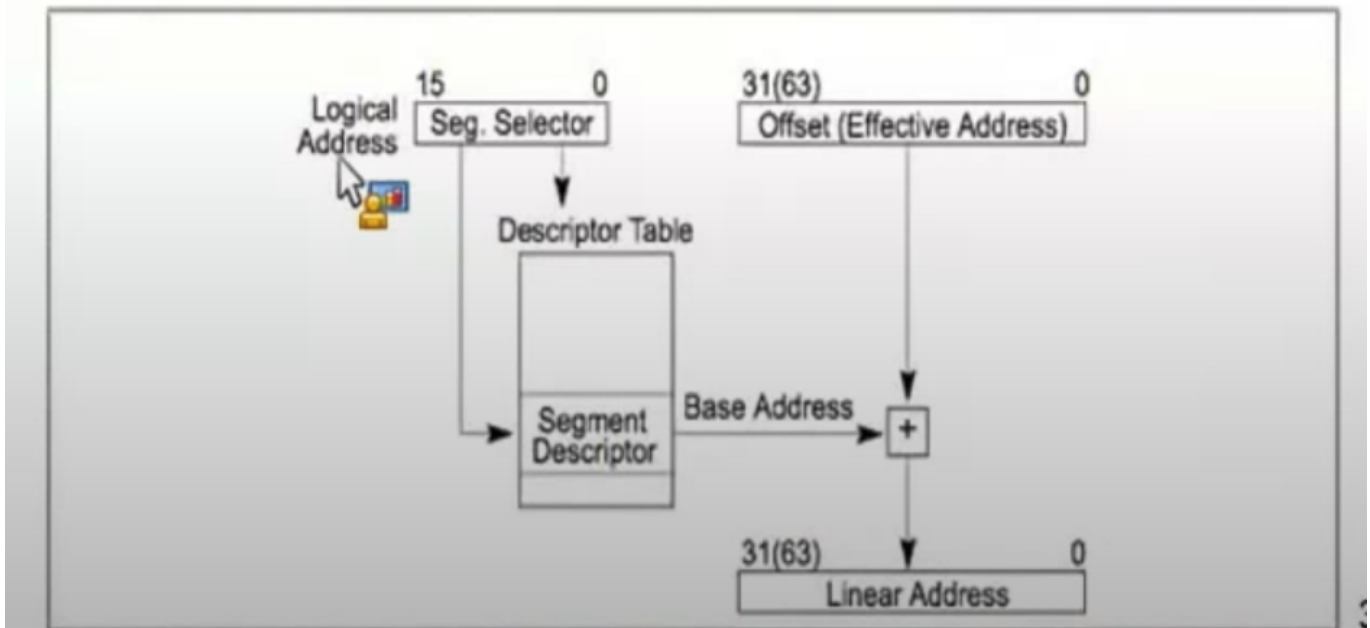 15 0
31(63) 0
Logical
Address
Seg. Selector
Offset (Effective Address)
Descriptor Table
Base Address
Segment
Descriptor
+
31(63) 0
Linear Address